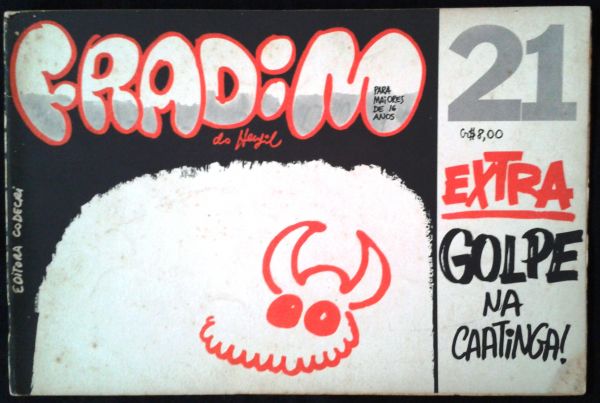 FRADiM
do Henfil
PARA
MAIORES
DE 16
ANOS
EDITORA CODECRI
21
Cr$8,00
EXTRA
GOLPE
NA
CAATINGA!